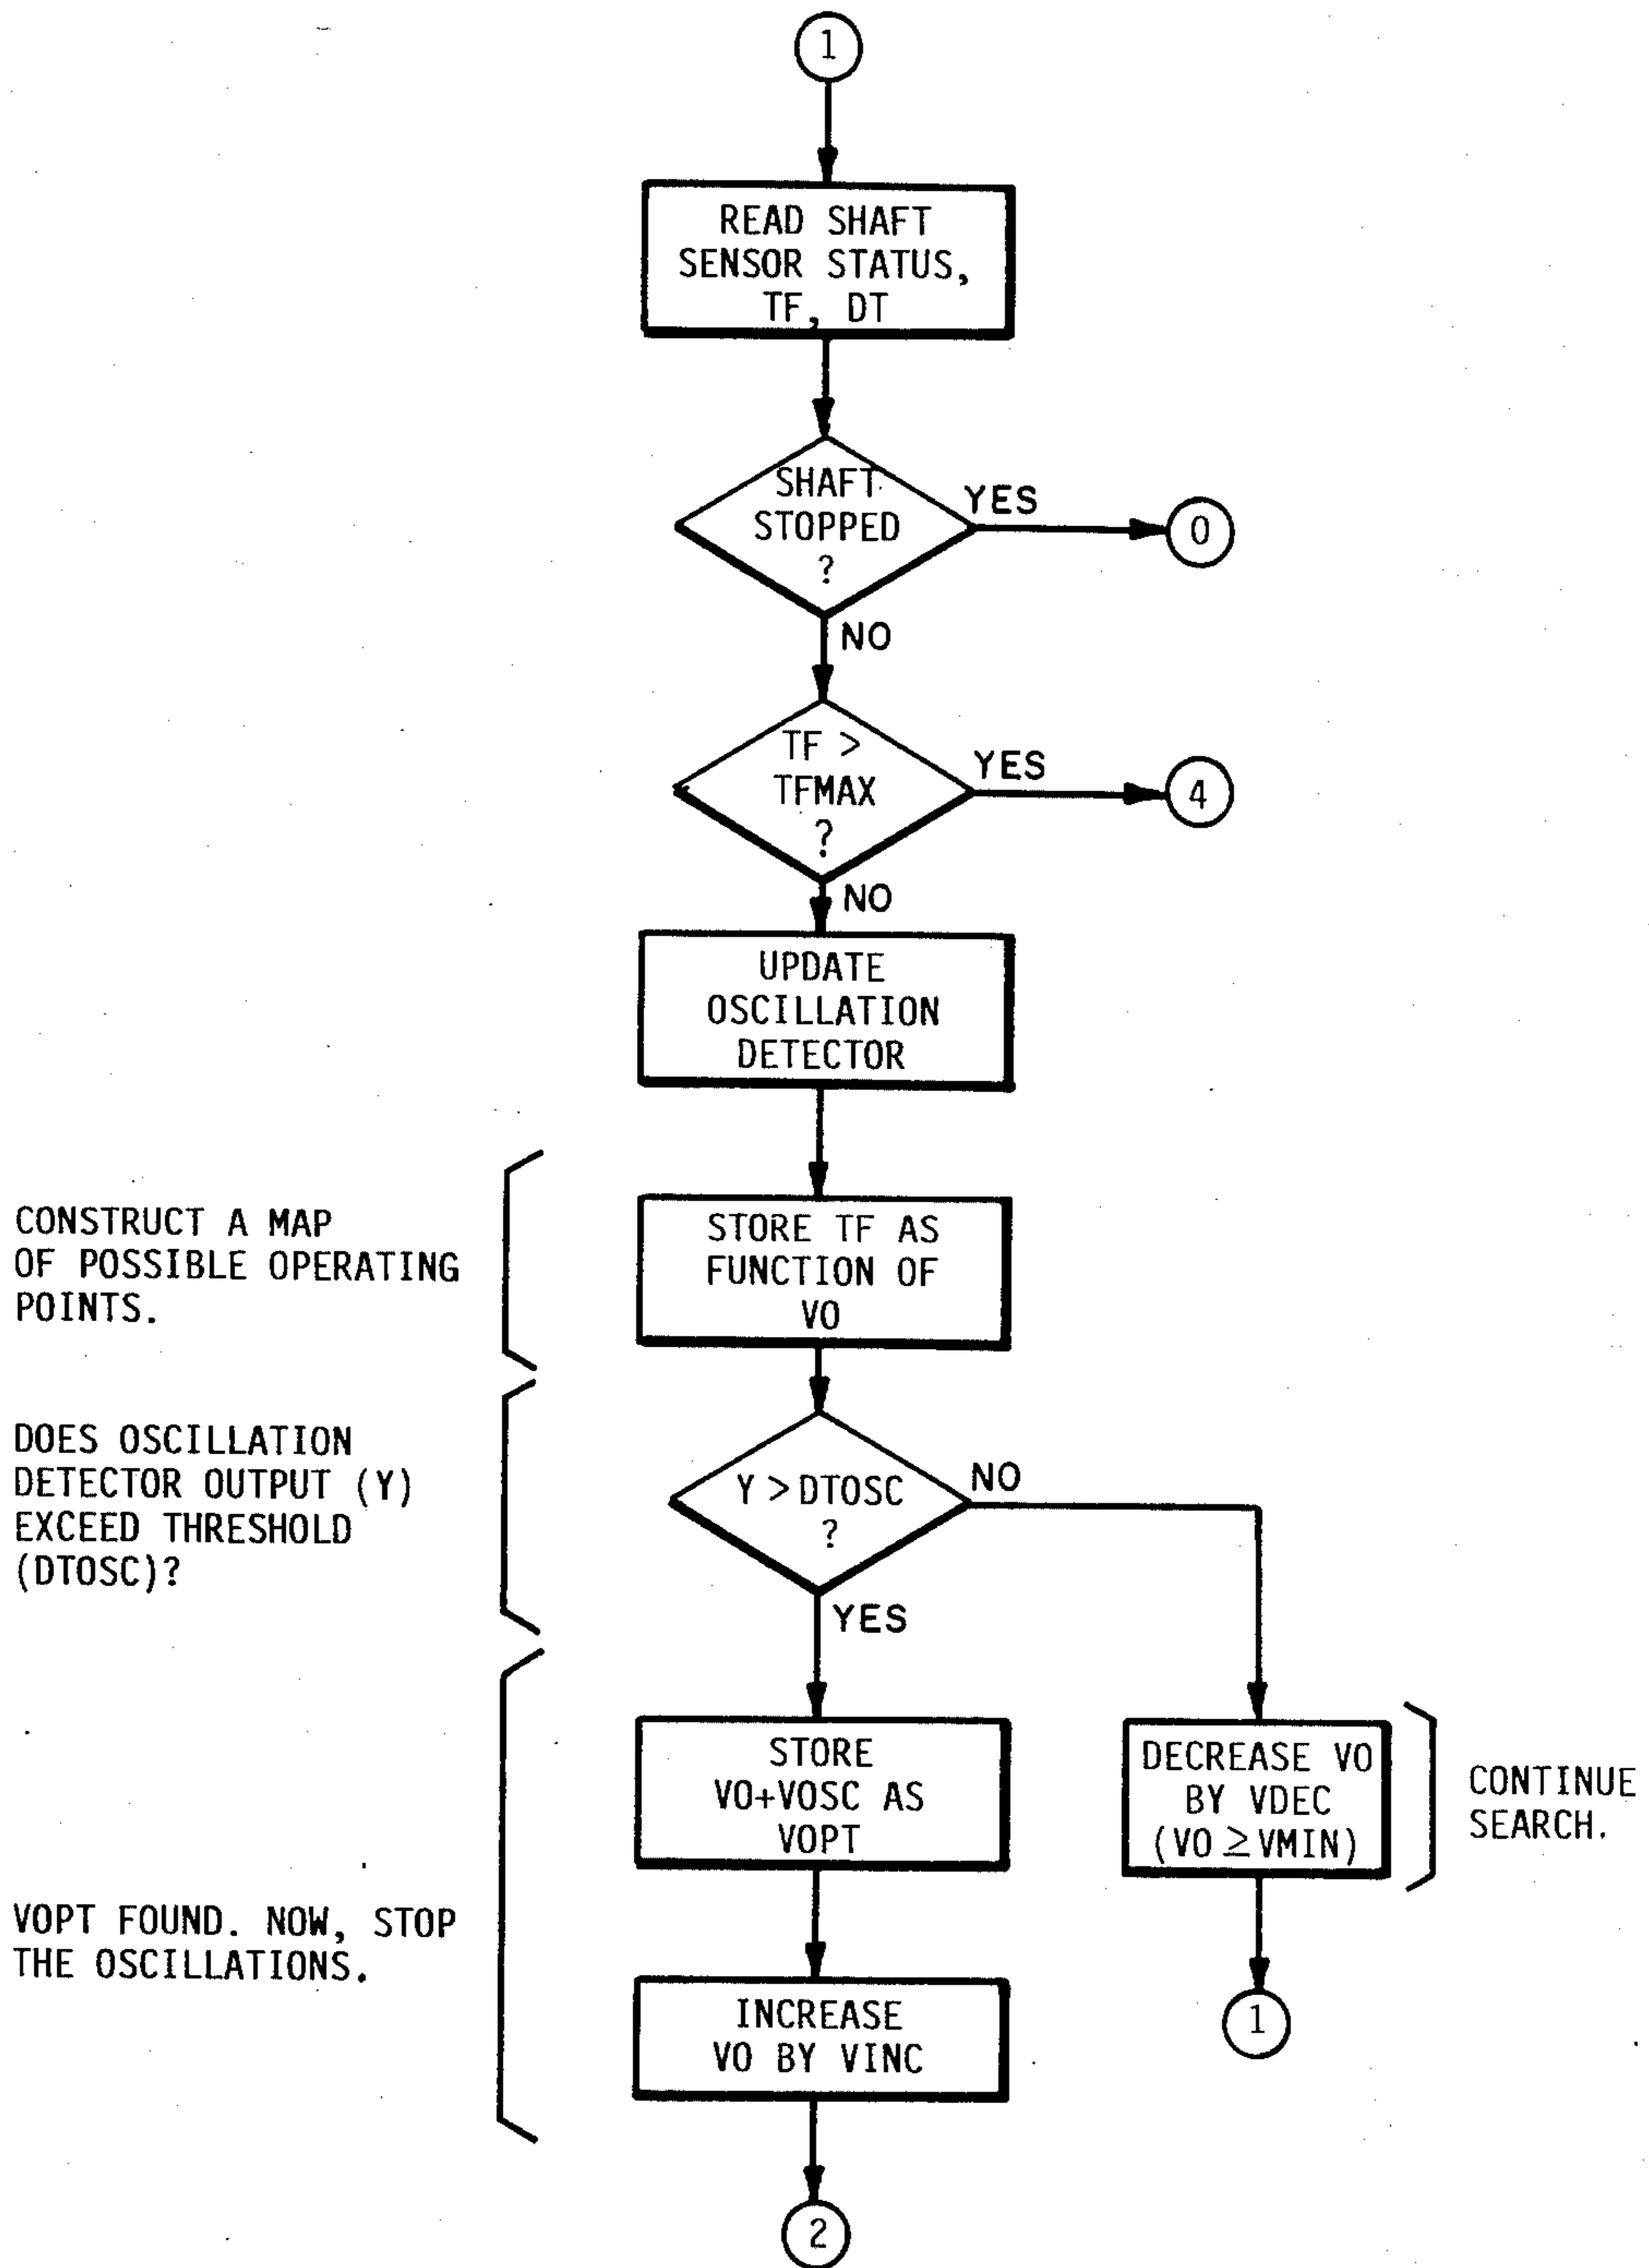 1
READ SHAFT
SENSOR STATUS,
TF, DT
SHAFT
STOPPED
?
YES
0
NO
TF >
TFMAX
?
YES
4
NO
UPDATE
OSCILLATION
DETECTOR
CONSTRUCT A MAP
OF POSSIBLE OPERATING
POINTS.
STORE TF AS
FUNCTION OF
VO
DOES OSCILLATION
DETECTOR OUTPUT (Y)
EXCEED THRESHOLD
(DTOSC)?
Y > DTOSC
?
NO
YES
VOPT FOUND. NOW, STOP
THE OSCILLATIONS.
STORE
VO+VOSC AS
VOPT
INCREASE
VO BY VINC
2
DECREASE VO
BY VDEC
(VO ≥ VMIN)
CONTINUE
SEARCH.
1